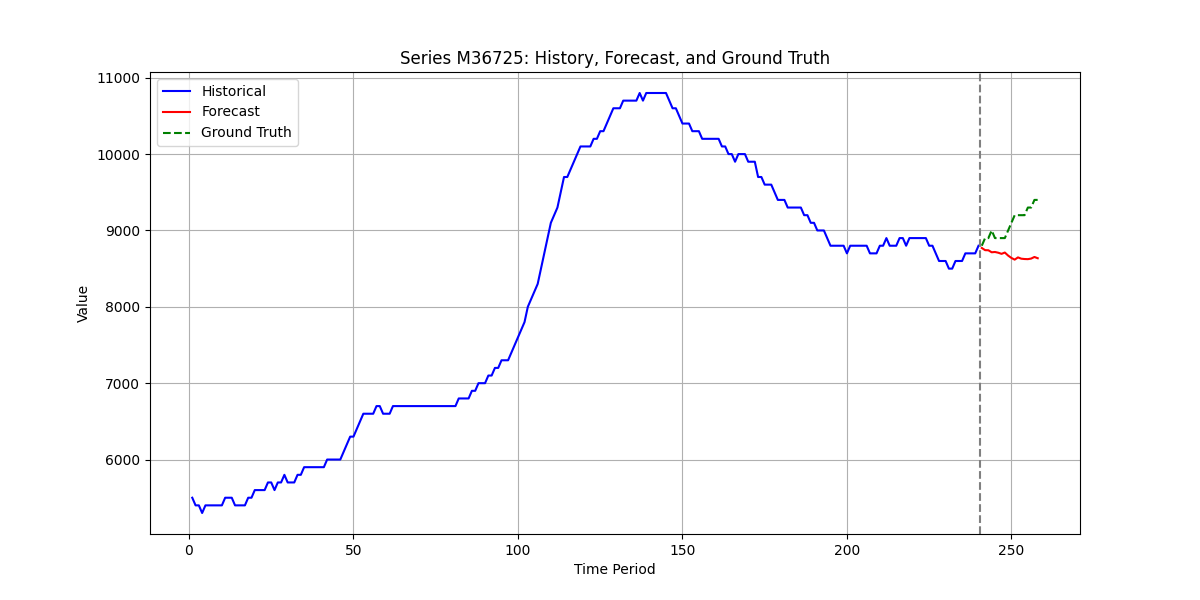 Series M36725: History, Forecast, and Ground Truth
Historical
Forecast
Ground Truth
11000
10000
9000
8000
7000
6000
Value
0 50 100 150 200 250
Time Period